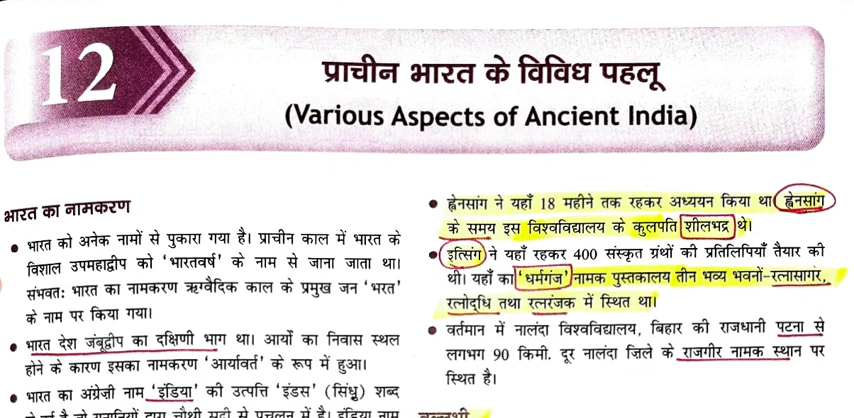 12
प्राचीन भारत के विविध पहलू
(Various Aspects of Ancient India)
भारत का नामकरण
• भारत को अनेक नामों से पुकारा गया है। प्राचीन काल में भारत के
विशाल उपमहाद्वीप को 'भारतवर्ष' के नाम से जाना जाता था।
संभवत: भारत का नामकरण ऋग्वैदिक काल के प्रमुख जन 'भरत'
के नाम पर किया गया।
• भारत देश जंबूद्वीप का दक्षिणी भाग था। आर्यों का निवास स्थल
होने के कारण इसका नामकरण 'आर्यावर्त' के रूप में हुआ।
• भारत का अंग्रेज़ी नाम 'इंडिया' की उत्पत्ति 'इंडस' (सिंधु) शब्द
• ह्वेनसांग ने यहाँ 18 महीने तक रहकर अध्ययन किया था। ह्वेनसांग
के समय इस विश्वविद्यालय के कुलपति शीलभद्र थे।
• इत्सिंग ने यहाँ रहकर 400 संस्कृत ग्रंथों की प्रतिलिपियाँ तैयार की
थी। यहाँ का 'धर्मगंज' नामक पुस्तकालय तीन भव्य भवनों-रत्नासागर,
रत्नोदधि तथा रत्नरंजक में स्थित था।
• वर्तमान में नालंदा विश्वविद्यालय, बिहार की राजधानी पटना से
लगभग 90 किमी. दूर नालंदा जिले के राजगीर नामक स्थान पर
स्थित है।